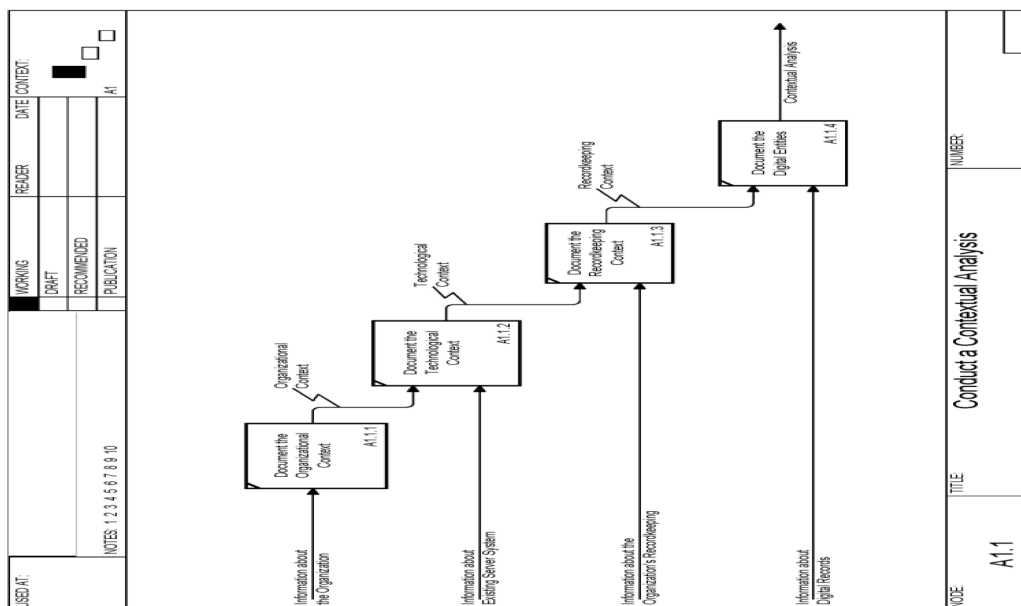 USED AT:
NOTES: 1 2 3 4 5 6 7 8 9 10
WORKING
DRAFT
RECOMMENDED
PUBLICATION
READER
DATE
CONTEXT:
A1
Information about
the Organization
Document the
Organizational
Context
A1.1.1
Organizational
Context
Information about
Existing Server System
Document the
Technological
Context
A1.1.2
Technological
Context
Information about the
Organization's Recordkeeping
Document the
Recordkeeping
Context
A1.1.3
Recordkeeping
Context
Information about
Digital Records
Document the
Digital Entities
A1.1.4
Contextual Analysis
NODE:
A1.1
TITLE:
Conduct a Contextual Analysis
NUMBER: